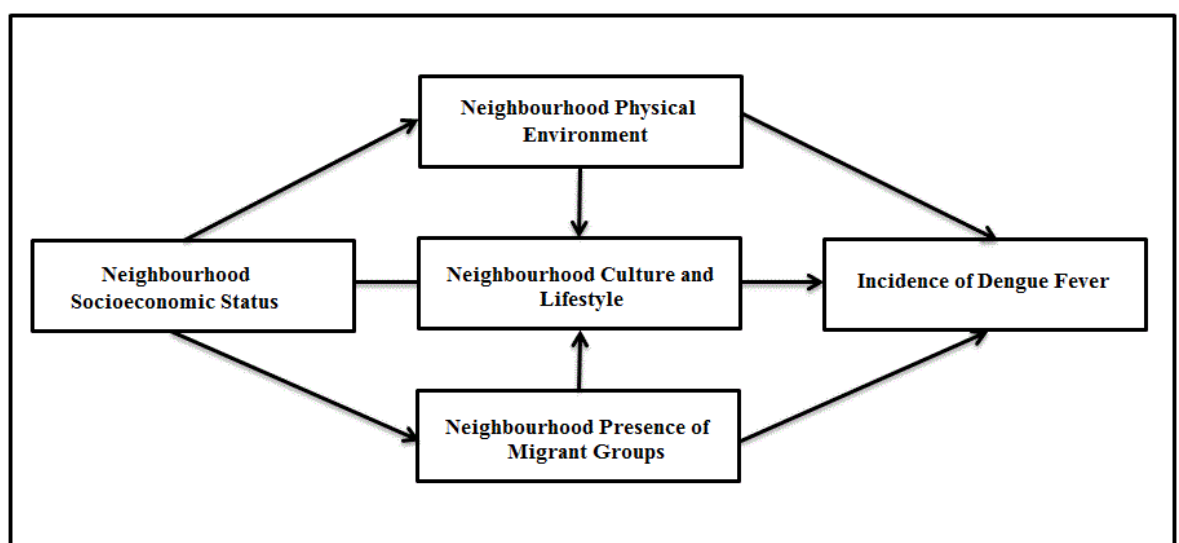 Neighbourhood Physical
Environment
Neighbourhood
Socioeconomic Status
Neighbourhood Culture and
Lifestyle
Incidence of Dengue Fever
Neighbourhood Presence of
Migrant Groups